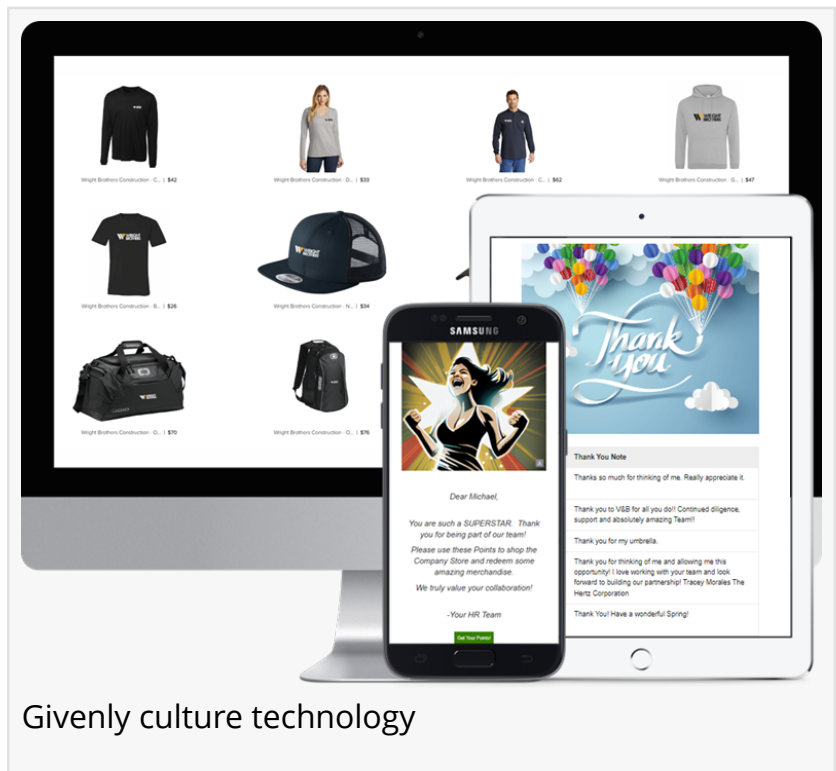 Wright Brothers Construction - C... | $42
Wright Brothers Construction - D... | $33
Wright Brothers Construction - C... | $62
Wright Brothers Construction - G... | $47
WRIGHT
BROTHERS
WRIGHT
BROTHERS
WRIGHT
BROTHERS
Wright Brothers Construction - B... | $26
Wright Brothers Construction - N... | $34
Wright Brothers Construction - O... | $70
Wright Brothers Construction - O... | $76
SAMSUNG
Dear Michael,
You are such a SUPERSTAR. Thank
you for being part of our team!
Please use these Points to shop the
Company Store and redeem some
amazing merchandise.
We truly value your collaboration!
-Your HR Team
Get Your Points!
Thank
you
Thank You Note
Thanks so much for thinking of me. Really appreciate it.
Thank you to V&B for all you do!! Continued diligence,
support and absolutely amazing Team!!
Thank you for my umbrella.
Thank you for thinking of me and allowing me this
opportunity! I love working with your team and look
forward to building our partnership! Tracey Morales The
Hertz Corporation
Thank You! Have a wonderful Spring!
Givenly culture technology